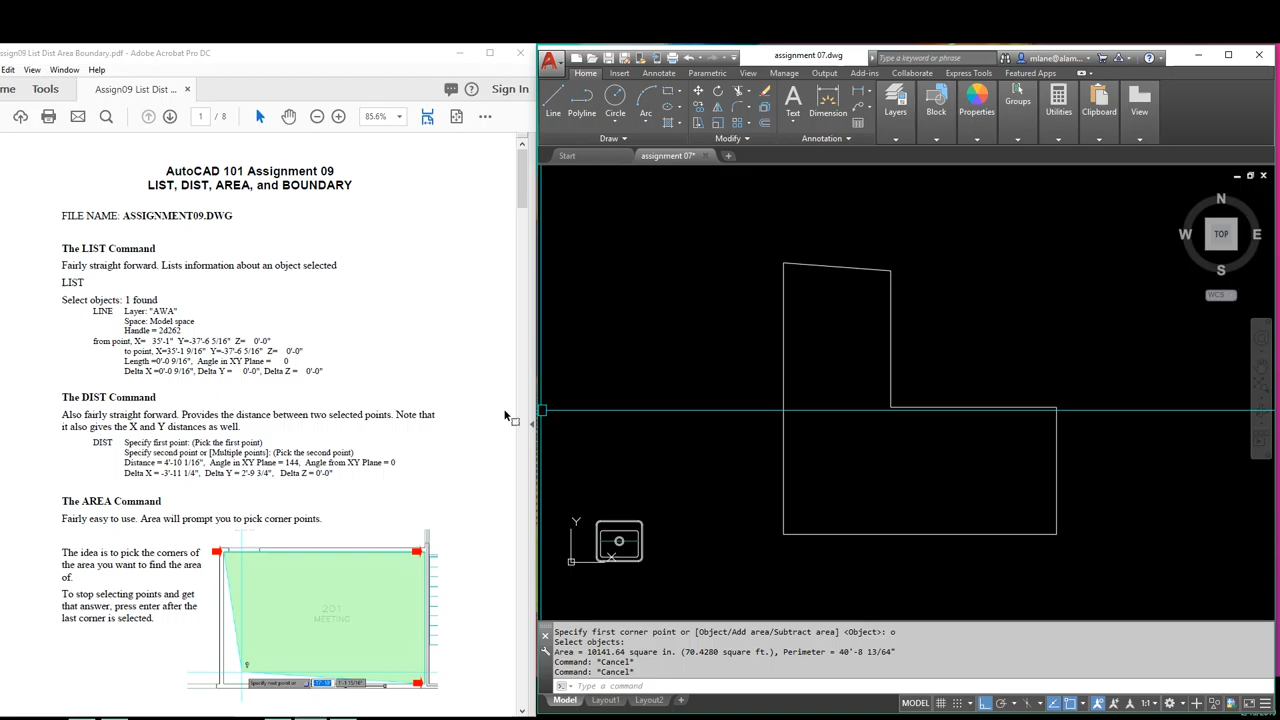 Assign09 List Dist Area Boundary.pdf - Adobe Acrobat Pro DC
Edit View Window Help
Tools
Assign09 List Dist ...
Sign In
1 / 8
85.6%
AutoCAD 101 Assignment 09
LIST, DIST, AREA, and BOUNDARY
FILE NAME: ASSIGNMENT09.DWG
The LIST Command
Fairly straight forward. Lists information about an object selected
LIST
Select objects: 1 found
LINE Layer: "AWA"
Space: Model space
Handle = 2d262
from point, X= 35'-1" Y=-37'-6 5/16" Z= 0'-0"
to point, X=35'-1 9/16" Y=-37'-6 5/16" Z= 0'-0"
Length =0'-0 9/16", Angle in XY Plane = 0
Delta X =0'-0 9/16", Delta Y = 0'-0", Delta Z = 0'-0"
The DIST Command
Also fairly straight forward. Provides the distance between two selected points. Note that
it also gives the X and Y distances as well.
DIST Specify first point: (Pick the first point)
Specify second point or [Multiple points]: (Pick the second point)
Distance = 4'-10 1/16", Angle in XY Plane = 144, Angle from XY Plane = 0
Delta X = -3'-11 1/4", Delta Y = 2'-9 3/4", Delta Z = 0'-0"
The AREA Command
Fairly easy to use. Area will prompt you to pick corner points.
The idea is to pick the corners of
the area you want to find the area
of.
To stop selecting points and get
that answer, press enter after the
last corner is selected.
201
MEETING
Specify next point or
assignment 07.dwg
Type a keyword or phrase
mlane@alam...
Home Insert Annotate Parametric View Manage Output Add-ins Collaborate Express Tools Featured Apps
Line Polyline Circle Arc
Text Dimension
Layers Block Properties Groups Utilities Clipboard View
Draw
Modify
Annotation
Start
assignment 07*
N
W TOP E
S
WCS
Y
X
Specify first corner point or [Object/Add area/Subtract area] <Object>: o
Select objects:
Area = 10141.64 square in. (70.4280 square ft.), Perimeter = 40'-8 13/64"
Command: *Cancel*
Command: *Cancel*
Type a command
Model Layout1 Layout2 +
MODEL
1:1